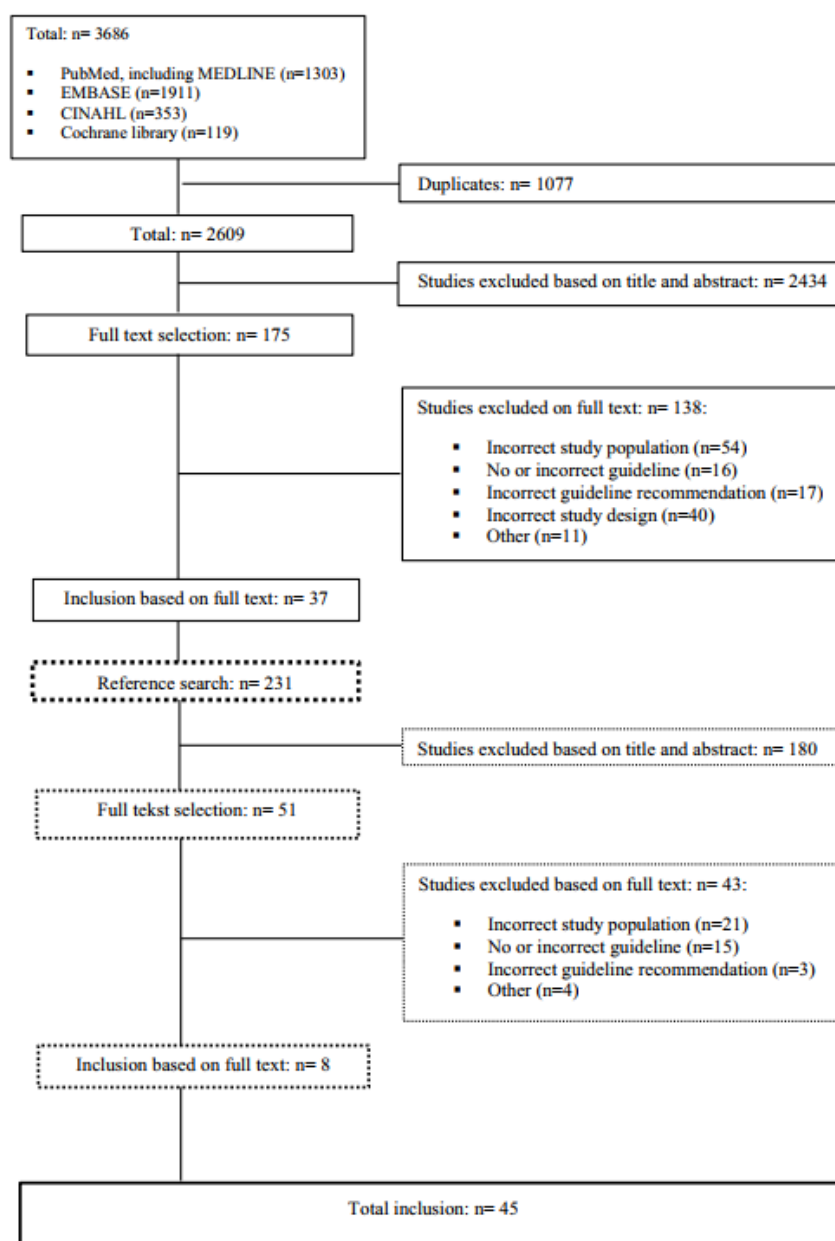 Total: n= 3686
▪ PubMed, including MEDLINE (n=1303)
▪ EMBASE (n=1911)
▪ CINAHL (n=353)
▪ Cochrane library (n=119)
Duplicates: n= 1077
Total: n= 2609
Studies excluded based on title and abstract: n= 2434
Full text selection: n= 175
Studies excluded on full text: n= 138:
▪ Incorrect study population (n=54)
▪ No or incorrect guideline (n=16)
▪ Incorrect guideline recommendation (n=17)
▪ Incorrect study design (n=40)
▪ Other (n=11)
Inclusion based on full text: n= 37
Reference search: n= 231
Studies excluded based on title and abstract: n= 180
Full tekst selection: n= 51
Studies excluded based on full text: n= 43:
▪ Incorrect study population (n=21)
▪ No or incorrect guideline (n=15)
▪ Incorrect guideline recommendation (n=3)
▪ Other (n=4)
Inclusion based on full text: n= 8
Total inclusion: n= 45